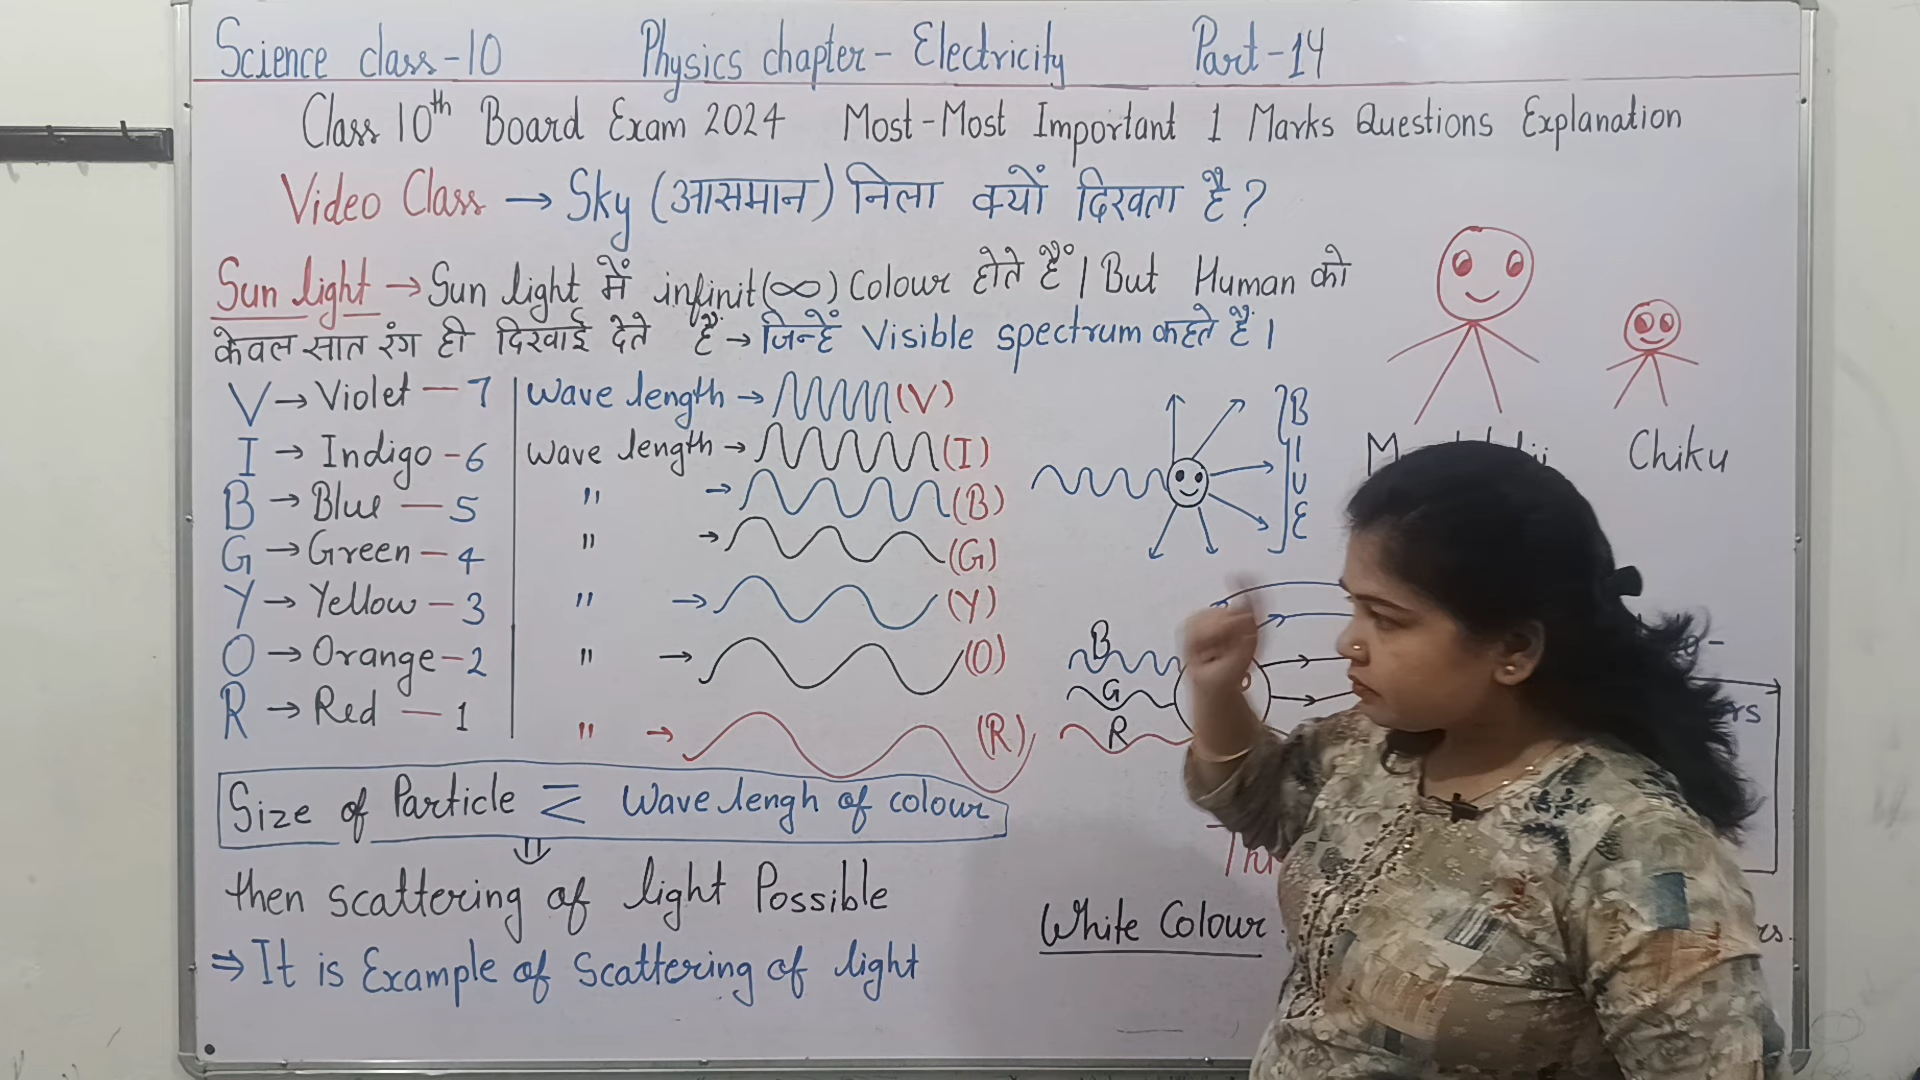 Science class-10 Physics chapter- Electricity Part-14
Class 10th Board Exam 2024 Most-Most Important 1 Marks Questions Explanation
Video Class → Sky (आसमान) निला क्यों दिखता है ?
Sun light → Sun light में infinit (∞) Colour होते हैं । But Human को
केवल सात रंग ही दिखाई देते हैं → जिन्हें Visible spectrum कहते हैं ।
V → Violet — 7 Wave length → (V)
I → Indigo - 6 Wave length → (I)
B → Blue — 5 " → (B)
G → Green — 4 " → (G)
Y → Yellow — 3 " → (Y)
O → Orange — 2 " → (O)
R → Red — 1 " → (R)
Size of Particle Wave lengh of colour
⇓
then scattering of light Possible
⇒ It is Example of Scattering of light
Chiku
BlUE
B
G
R
White Colour